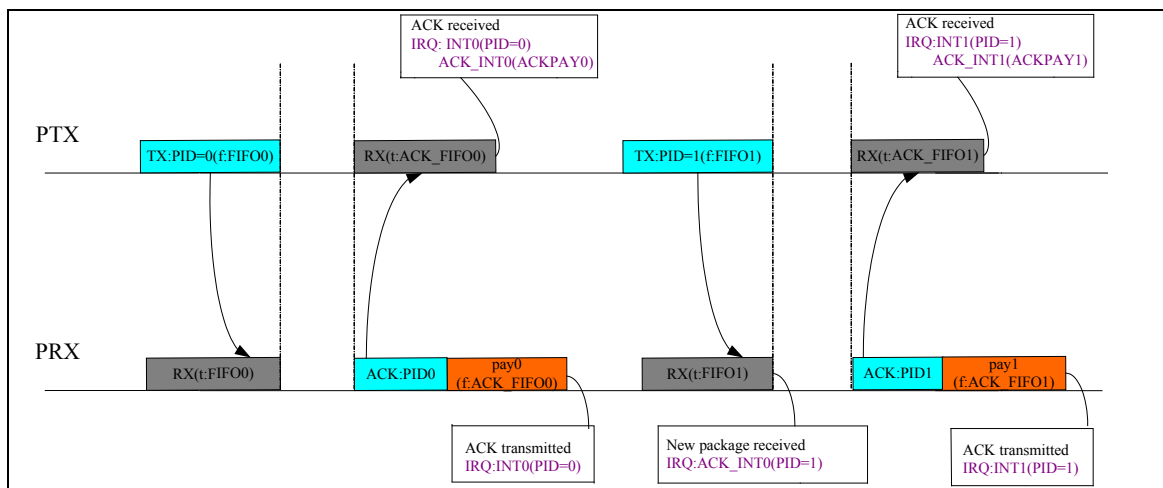 ACK received
IRQ: INT0(PID=0)
ACK_INT0(ACKPAY0)
ACK received
IRQ:INT1(PID=1)
ACK_INT1(ACKPAY1)
PTX
TX:PID=0(f:FIFO0)
RX(t:ACK_FIFO0)
TX:PID=1(f:FIFO1)
RX(t:ACK_FIFO1)
PRX
RX(t:FIFO0)
ACK:PID0
pay0
(f:ACK_FIFO0)
RX(t:FIFO1)
ACK:PID1
pay1
(f:ACK_FIFO1)
ACK transmitted
IRQ:INT0(PID=0)
New package received
IRQ:ACK_INT0(PID=1)
ACK transmitted
IRQ:INT1(PID=1)